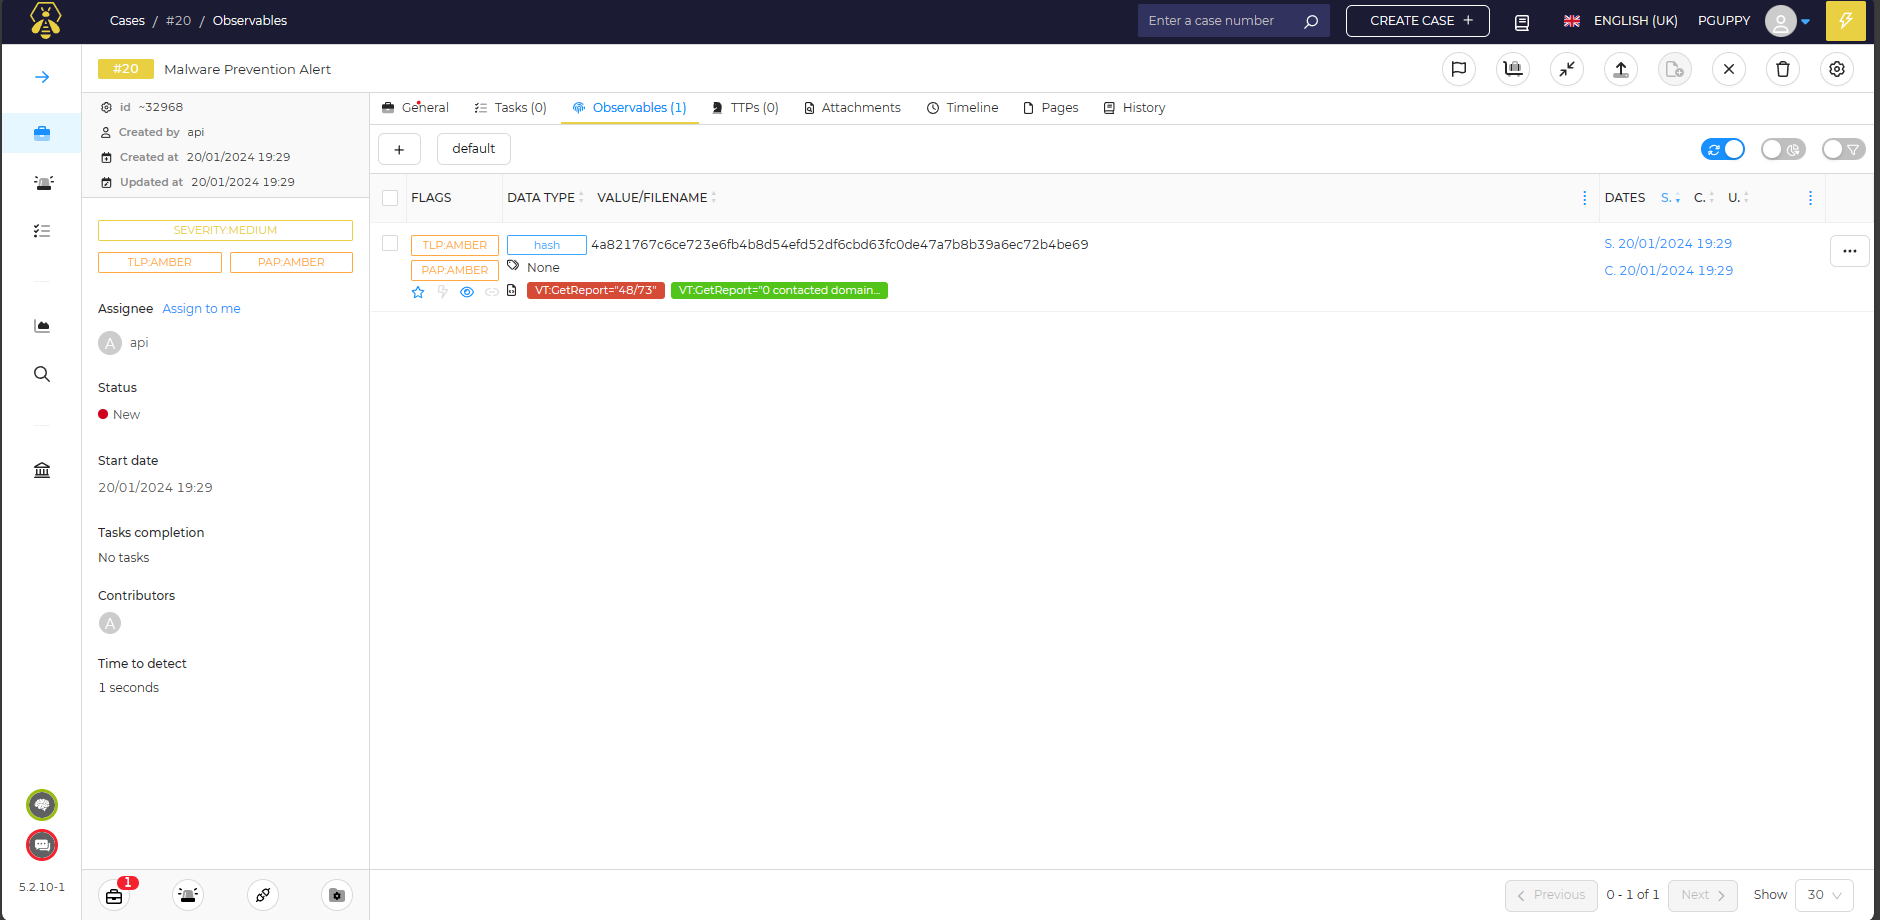 Cases / #20 / Observables
Enter a case number
CREATE CASE +
ENGLISH (UK)
PGUPPY
#20 Malware Prevention Alert
id ~32968
Created by api
Created at 20/01/2024 19:29
Updated at 20/01/2024 19:29
SEVERITY:MEDIUM
TLP:AMBER PAP:AMBER
Assignee Assign to me
A api
Status
New
Start date
20/01/2024 19:29
Tasks completion
No tasks
Contributors
A
Time to detect
1 seconds
5.2.10-1
1
General Tasks (0) Observables (1) TTPs (0) Attachments Timeline Pages History
+ default
FLAGS DATA TYPE VALUE/FILENAME DATES S. C. U.
TLP:AMBER hash 4a821767c6ce723e6fb4b8d54efd52df6cbd63fc0de47a7b8b39a6ec72b4be69 S. 20/01/2024 19:29
PAP:AMBER None C. 20/01/2024 19:29
VT:GetReport="48/73" VT:GetReport="0 contacted domain...
Previous 0 - 1 of 1 Next Show 30